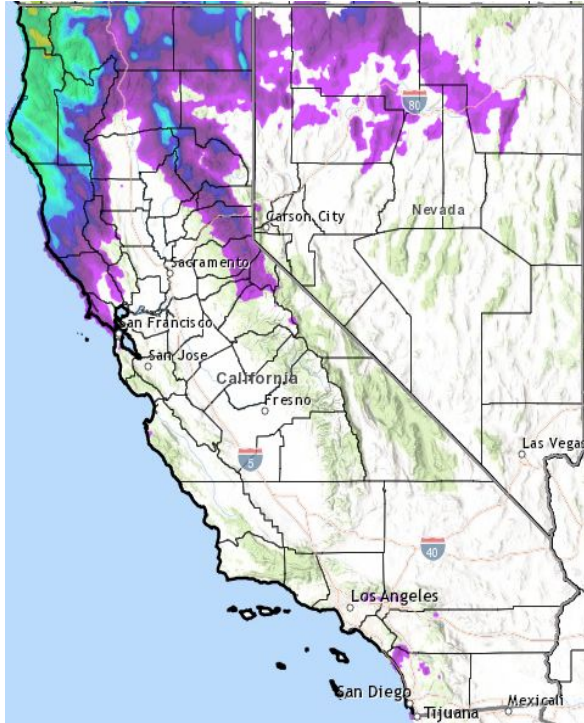 80
Nevada
Carson City
Sacramento
San Francisco
San Jose
California
Fresno
Las Vegas
5
40
Los Angeles
San Diego
Tijuana
Mexicali